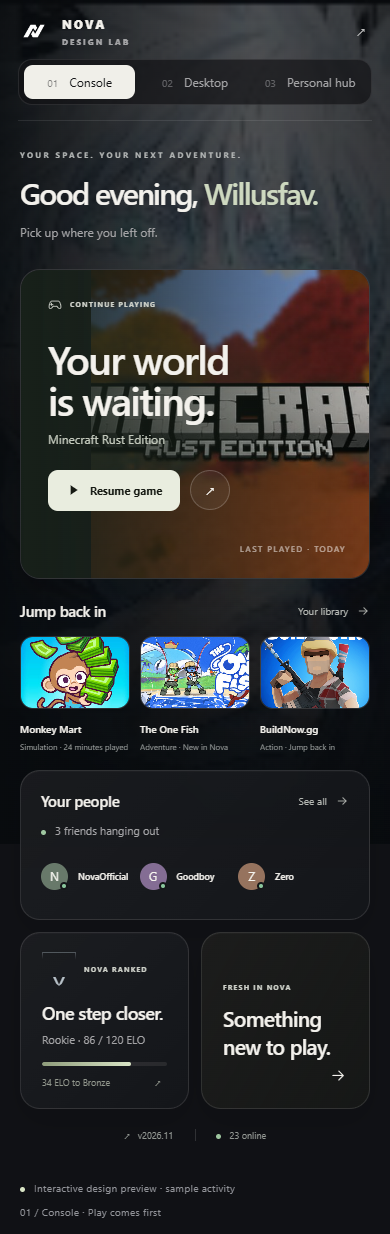 NOVA
DESIGN LAB
↗
01 Console
02 Desktop
03 Personal hub
YOUR SPACE. YOUR NEXT ADVENTURE.
Good evening, Willusfav.
Pick up where you left off.
CONTINUE PLAYING
Your world
is waiting.
Minecraft Rust Edition
RUST EDITION
Resume game
↗
LAST PLAYED · TODAY
Jump back in
Your library →
Monkey Mart
Simulation · 24 minutes played
THE
The One Fish
Adventure · New in Nova
BuildNow.gg
Action · Jump back in
Your people
See all →
3 friends hanging out
N NovaOfficial
G Goodboy
Z Zero
V
NOVA RANKED
One step closer.
Rookie · 86 / 120 ELO
34 ELO to Bronze ↗
FRESH IN NOVA
Something
new to play.
→
↗ v2026.11
23 online
Interactive design preview · sample activity
01 / Console · Play comes first